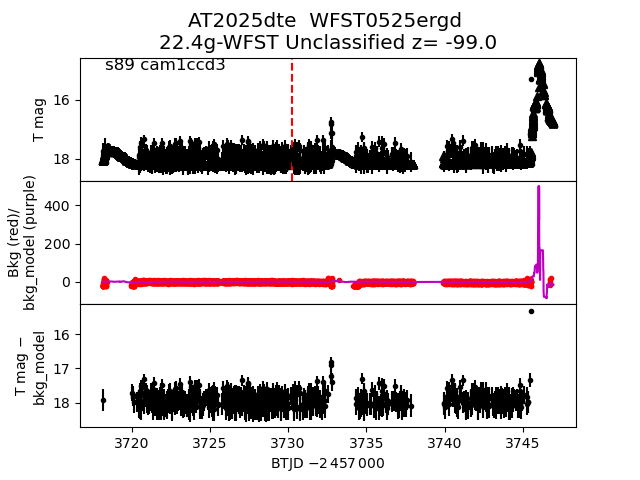 AT2025dte  WFST0525ergd
22.4g-WFST Unclassified z= -99.0
s89 cam1ccd3
T mag
16
18
Bkg (red)/
bkg_model (purple)
400
200
0
T mag −
bkg_model
16
17
18
3720 3725 3730 3735 3740 3745
BTJD −2 457 000